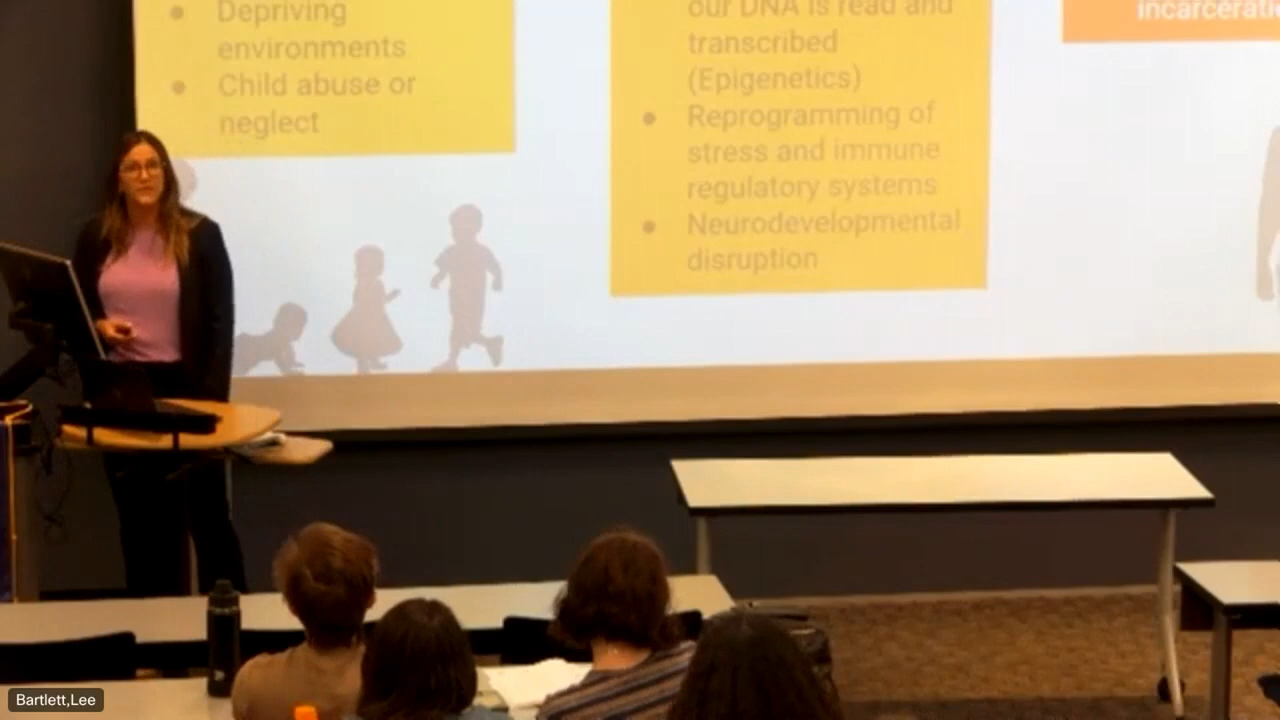 ● Depriving
environments
● Child abuse or
neglect
our DNA is read and
transcribed
(Epigenetics)
● Reprogramming of
stress and immune
regulatory systems
● Neurodevelopmental
disruption
Bartlett,Lee